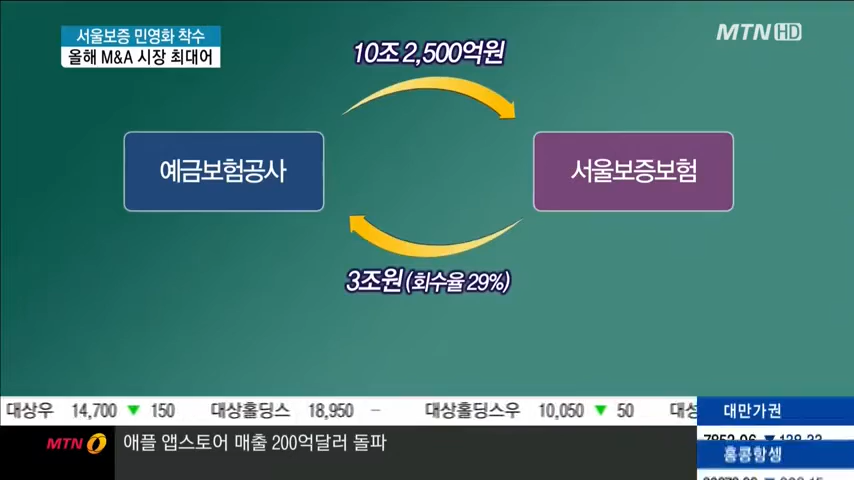 서울보증 민영화 착수
올해 M&A 시장 최대어
MTN HD
10조 2,500억원
예금보험공사
서울보증보험
3조원 (회수율 29%)
대상우 14,700 ▼ 150 대상홀딩스 18,950 – 대상홀딩스우 10,050 ▼ 50
대만가권
홍콩항셍
MTN
애플 앱스토어 매출 200억달러 돌파